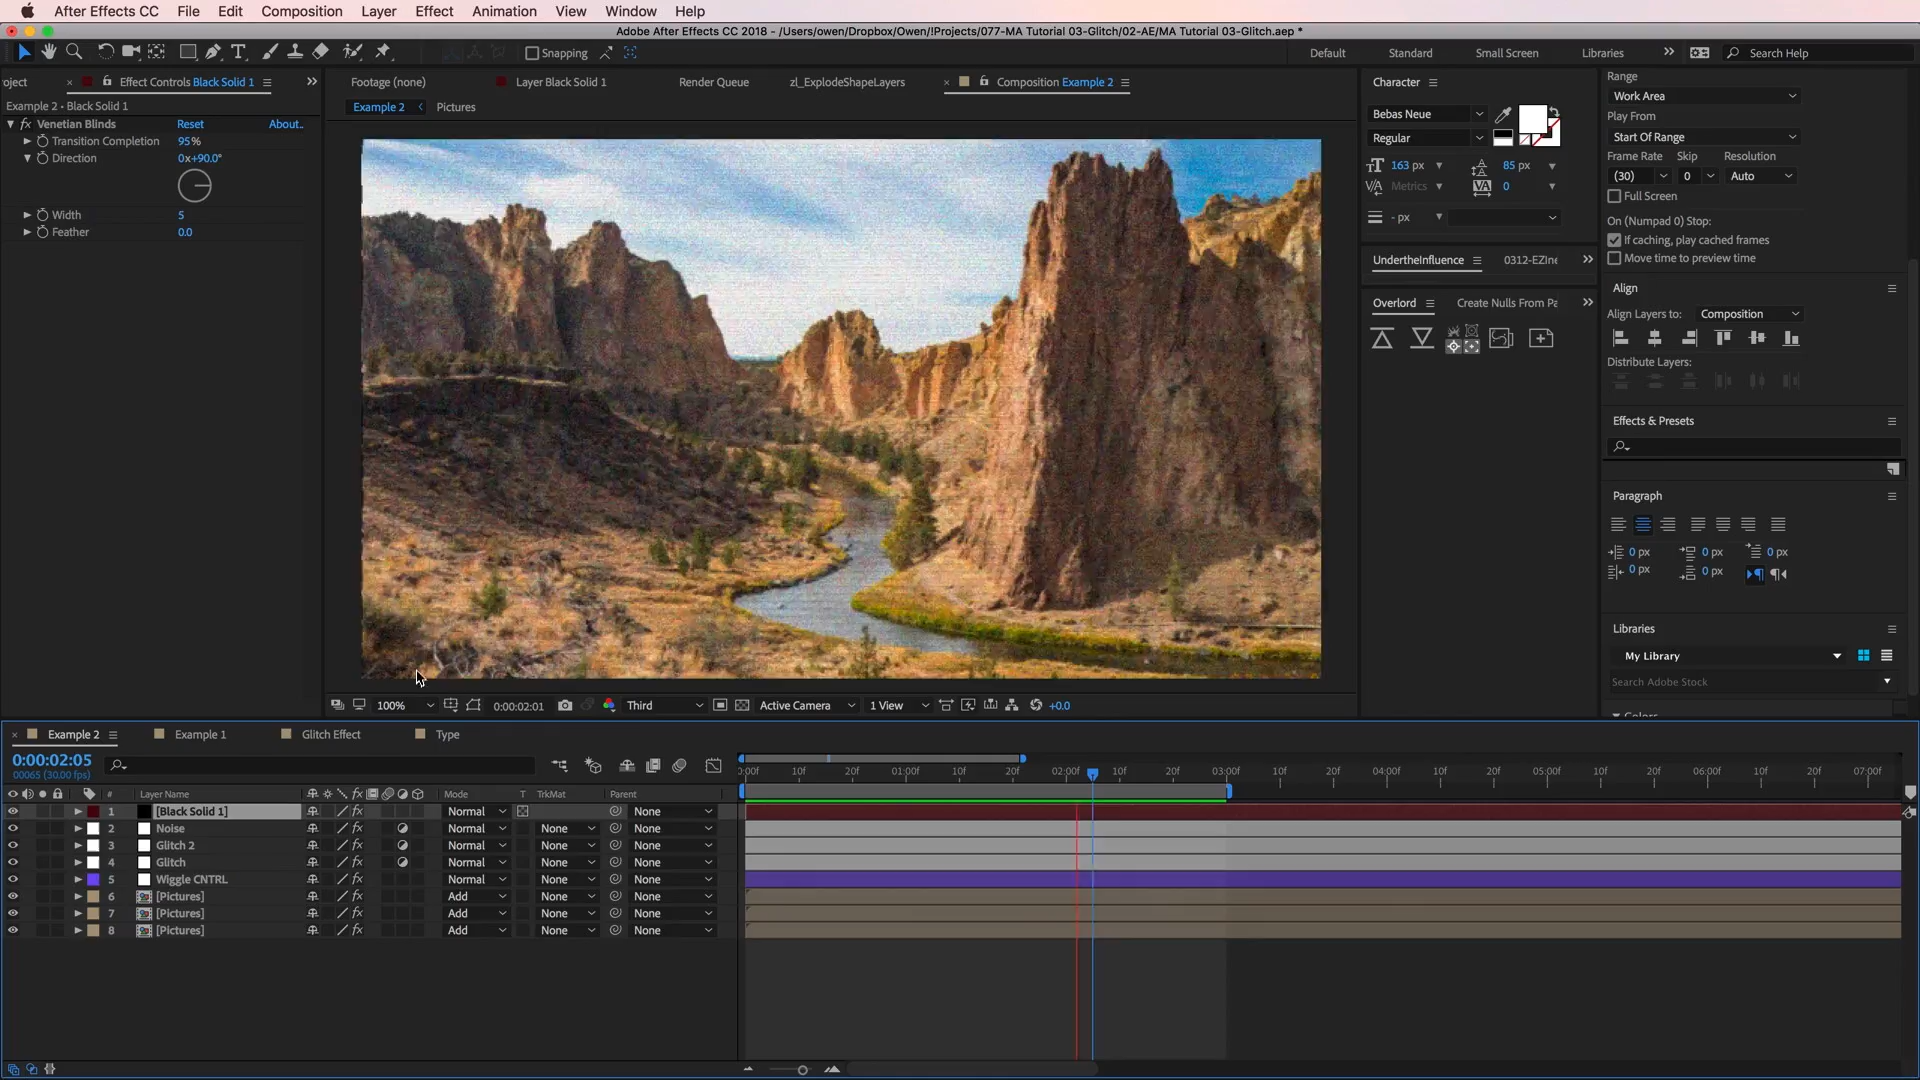 After Effects CC File Edit Composition Layer Effect Animation View Window Help
Adobe After Effects CC 2018 - /Users/owen/Dropbox/Owen/!Projects/077-MA Tutorial 03-Glitch/02-AE/MA Tutorial 03-Glitch.aep *
Snapping Default Standard Small Screen Libraries Search Help
oject Effect Controls Black Solid 1 Footage (none) Layer Black Solid 1 Render Queue zl_ExplodeShapeLayers Composition Example 2
Example 2 - Black Solid 1
Example 2 Pictures
fx Venetian Blinds Reset About..
Transition Completion 95%
Direction 0x+90.0°
Width 5
Feather 0.0
Character
Bebas Neue
Regular
163 px 85 px
Metrics 0
- px
UndertheInfluence 0312-EZIne
Overlord Create Nulls From Pa
Range
Work Area
Play From
Start Of Range
Frame Rate Skip Resolution
(30) 0 Auto
Full Screen
On (Numpad 0) Stop:
If caching, play cached frames
Move time to preview time
Align
Align Layers to: Composition
Distribute Layers:
Effects & Presets
Paragraph
0 px 0 px 0 px
0 px 0 px
Libraries
My Library
Search Adobe Stock
Colors
100% 0:00:02:01 Third Active Camera 1 View +0.0
Example 2 Example 1 Glitch Effect Type
0:00:02:05
00065 (30.00 fps)
0:00f 10f 20f 01:00f 10f 20f 02:00f 10f 20f 03:00f 10f 20f 04:00f 10f 20f 05:00f 10f 20f 06:00f 10f 20f 07:00f
# Layer Name fx Mode T TrkMat Parent
1 [Black Solid 1] fx Normal None
2 Noise Normal None None
3 Glitch 2 Normal None None
4 Glitch Normal None None
5 Wiggle CNTRL fx Normal None None
6 [Pictures] fx Add None None
7 [Pictures] fx Add None None
8 [Pictures] fx Add None None